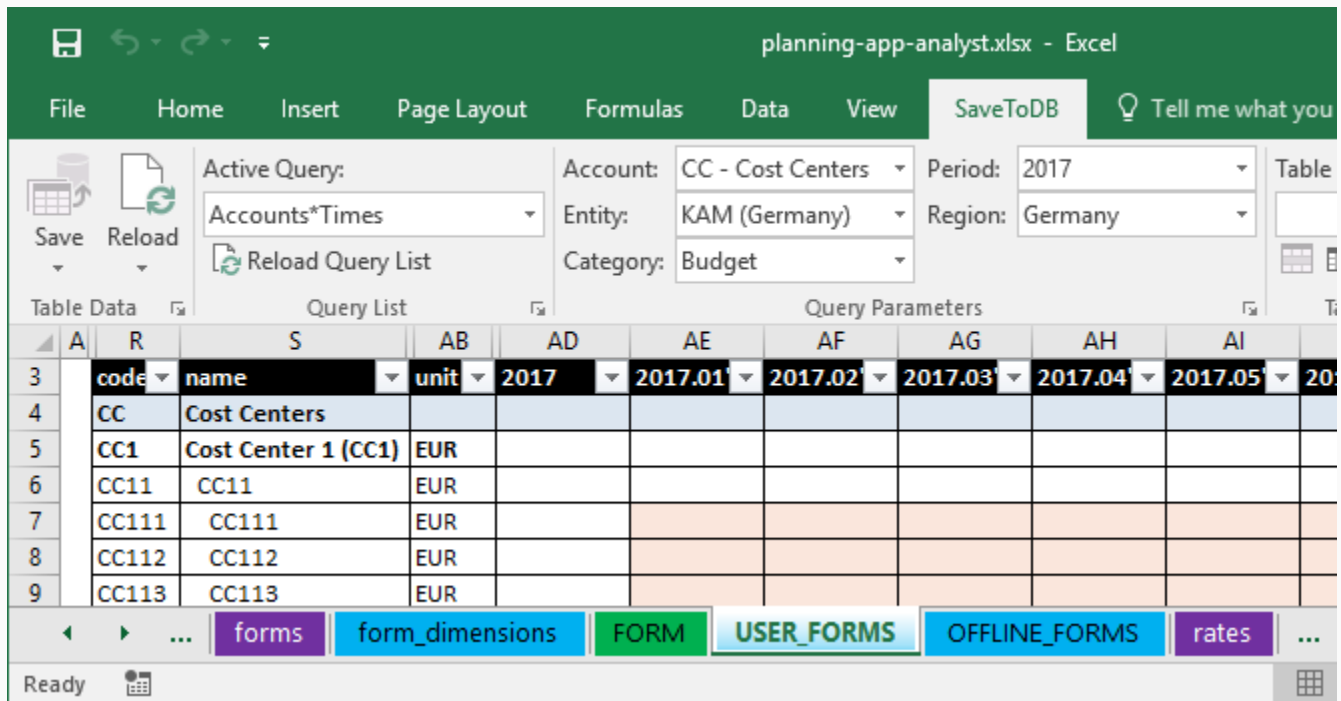 planning-app-analyst.xlsx - Excel
File Home Insert Page Layout Formulas Data View SaveToDB Tell me what you
Active Query: Account: CC - Cost Centers Period: 2017 Table
Accounts*Times Entity: KAM (Germany) Region: Germany
Save Reload Reload Query List Category: Budget
Table Data Query List Query Parameters
A R S AB AD AE AF AG AH AI
3 code name unit 2017 2017.01' 2017.02' 2017.03' 2017.04' 2017.05'
4 CC Cost Centers
5 CC1 Cost Center 1 (CC1) EUR
6 CC11 CC11 EUR
7 CC111 CC111 EUR
8 CC112 CC112 EUR
9 CC113 CC113 EUR
... forms form_dimensions FORM USER_FORMS OFFLINE_FORMS rates ...
Ready